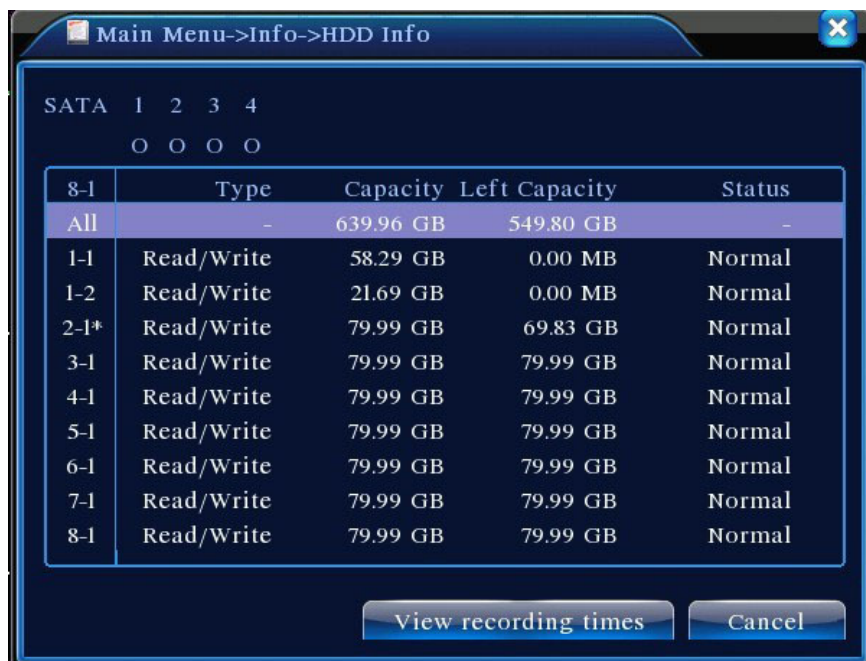 Main Menu->Info->HDD Info
SATA 1 2 3 4
O O O O
8-1 Type Capacity Left Capacity Status
All - 639.96 GB 549.80 GB -
1-1 Read/Write 58.29 GB 0.00 MB Normal
1-2 Read/Write 21.69 GB 0.00 MB Normal
2-1* Read/Write 79.99 GB 69.83 GB Normal
3-1 Read/Write 79.99 GB 79.99 GB Normal
4-1 Read/Write 79.99 GB 79.99 GB Normal
5-1 Read/Write 79.99 GB 79.99 GB Normal
6-1 Read/Write 79.99 GB 79.99 GB Normal
7-1 Read/Write 79.99 GB 79.99 GB Normal
8-1 Read/Write 79.99 GB 79.99 GB Normal
View recording times Cancel